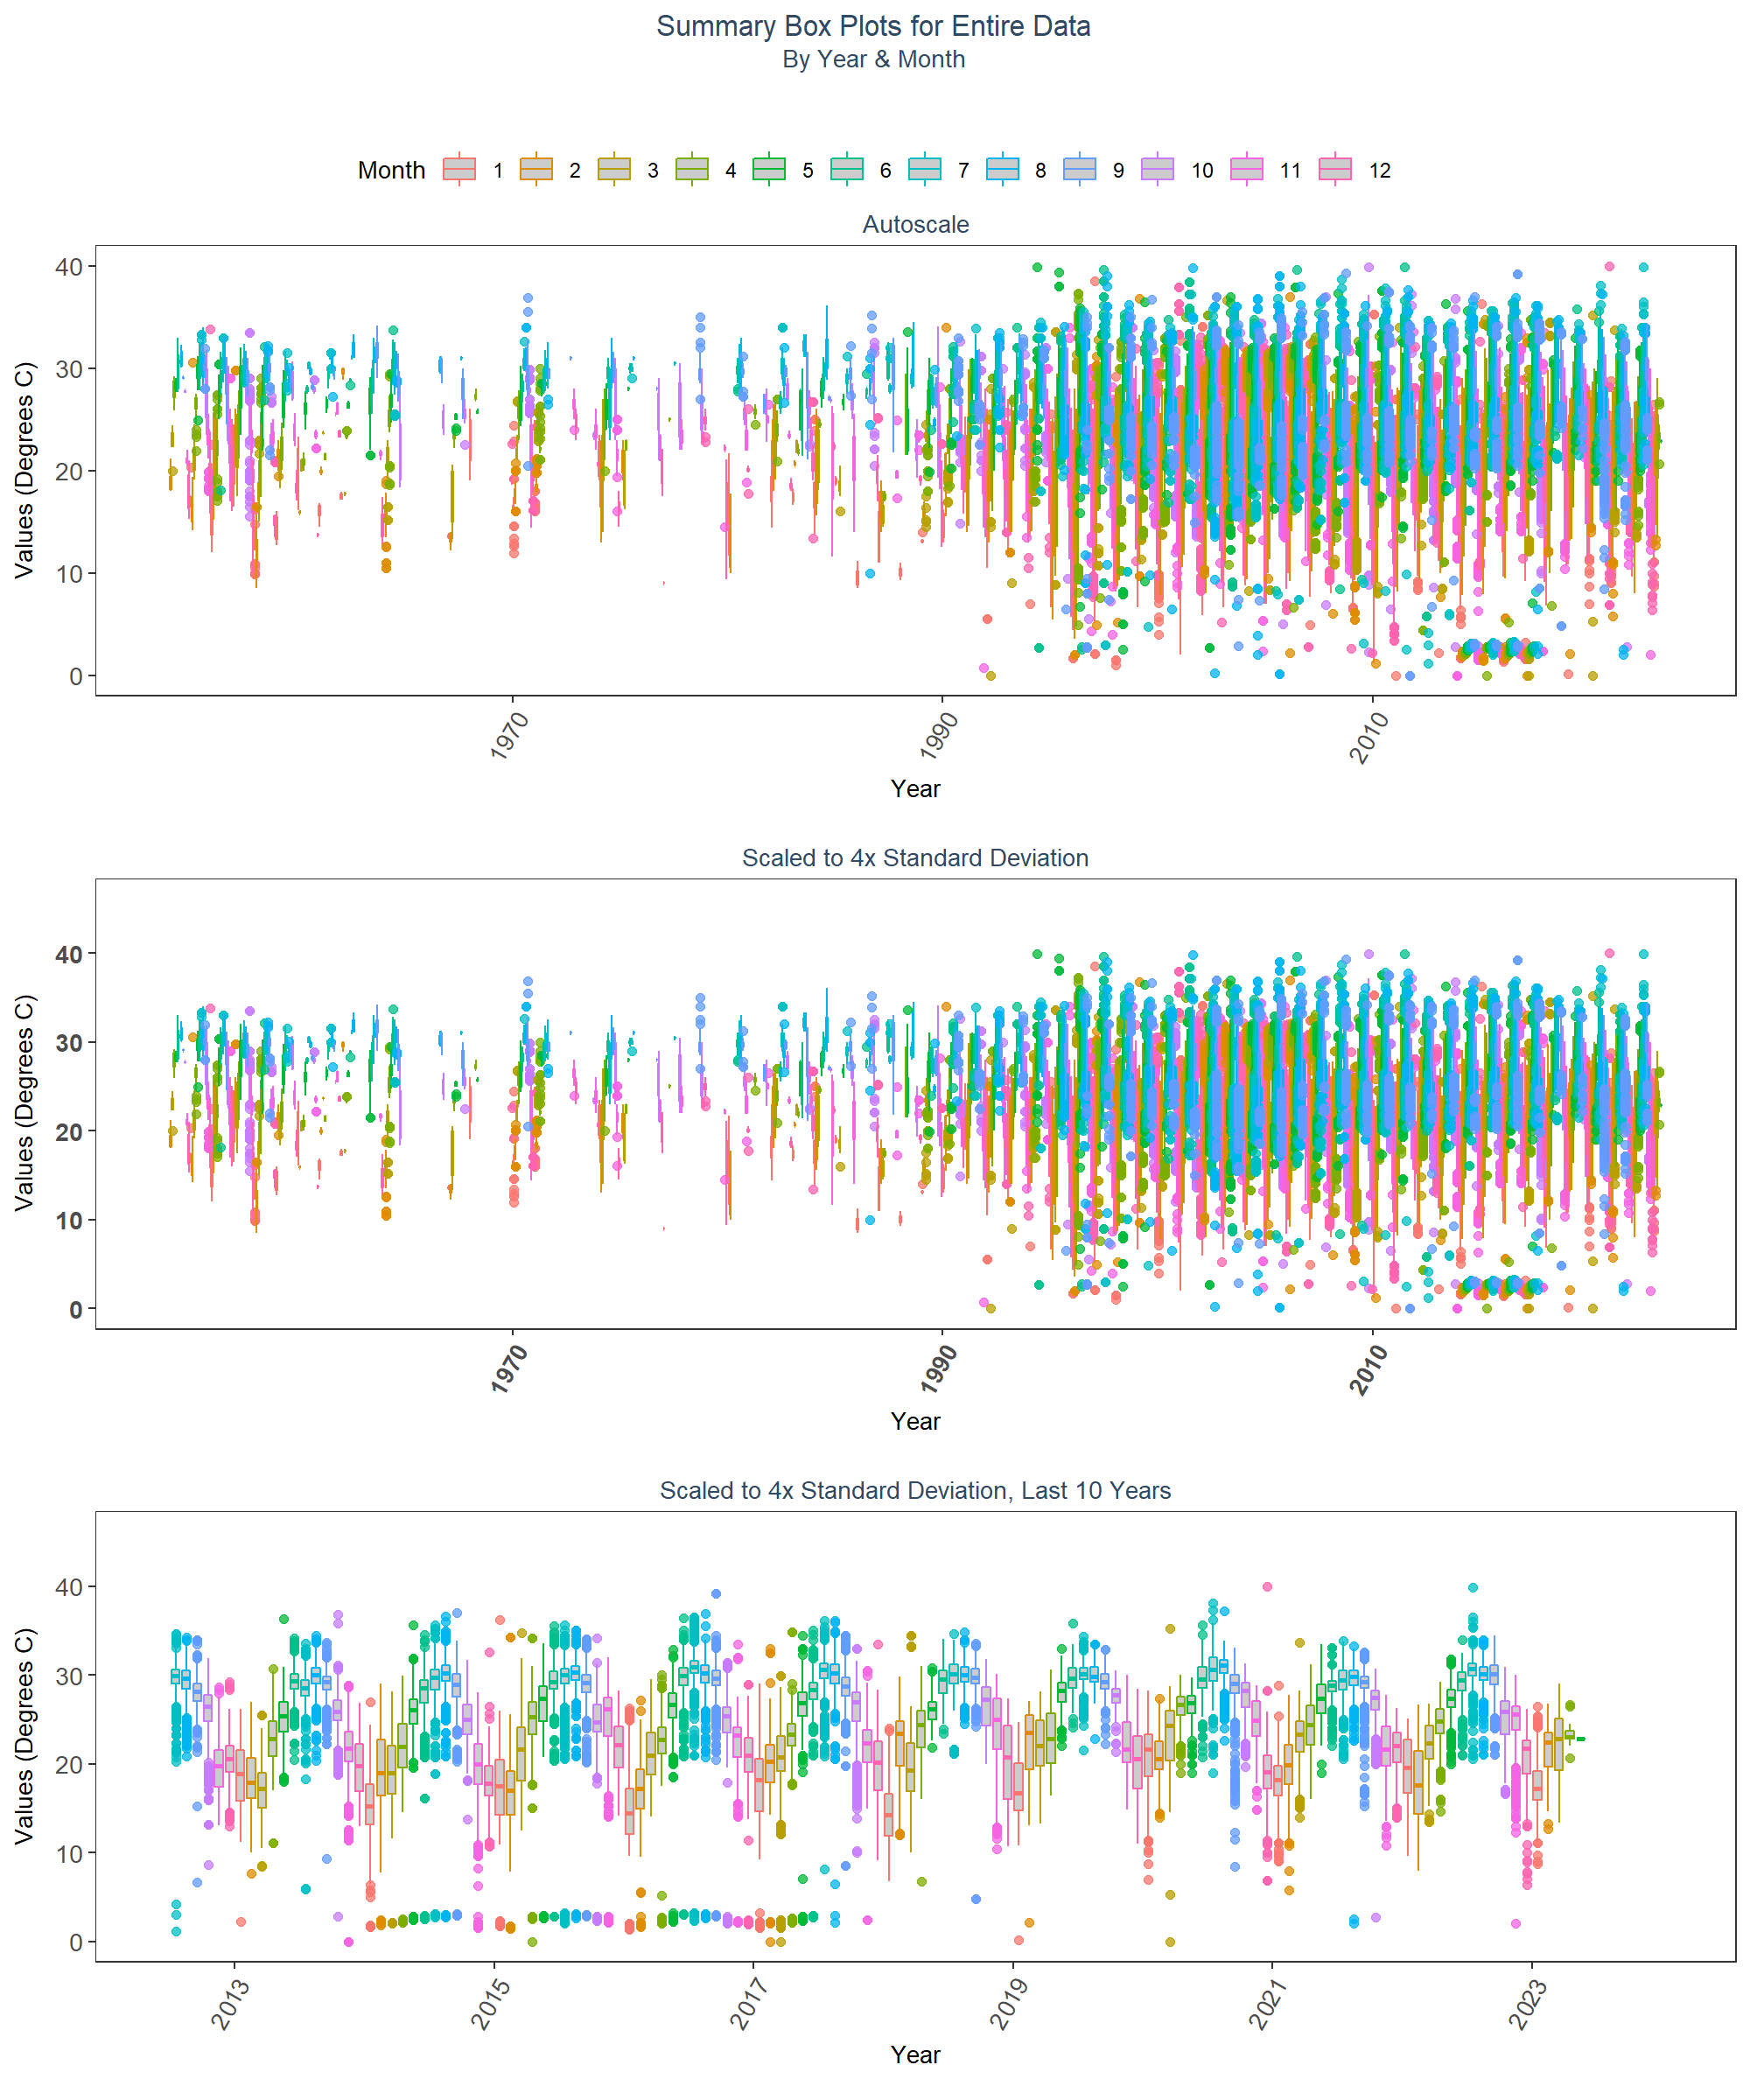 Summary Box Plots for Entire Data
By Year & Month
Month 1 2 3 4 5 6 7 8 9 10 11 12
Autoscale
Values (Degrees C)
40
30
20
10
0
1970 1990 2010
Year
Scaled to 4x Standard Deviation
Values (Degrees C)
40
30
20
10
0
1970 1990 2010
Year
Scaled to 4x Standard Deviation, Last 10 Years
Values (Degrees C)
40
30
20
10
0
2013 2015 2017 2019 2021 2023
Year